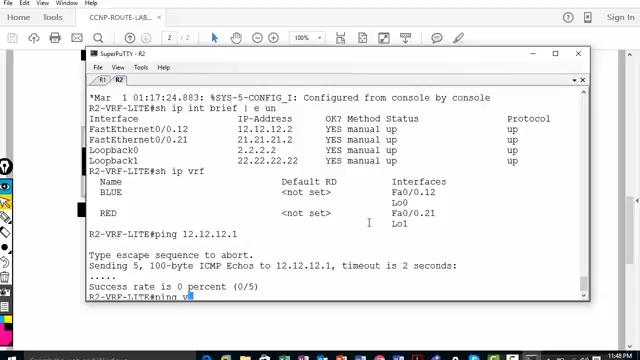 Home Tools CCNP-ROUTE-LAB... ×
2 / 2 100%
SuperPuTTY - R2
File View Tools Help
R1 R2
*Mar  1 01:17:24.883: %SYS-5-CONFIG_I: Configured from console by console
R2-VRF-LITE#sh ip int brief | e un
Interface IP-Address OK? Method Status Protocol
FastEthernet0/0.12 12.12.12.2 YES manual up up
FastEthernet0/0.21 21.21.21.2 YES manual up up
Loopback0 2.2.2.2 YES manual up up
Loopback1 22.22.22.22 YES manual up up
R2-VRF-LITE#sh ip vrf
Name Default RD Interfaces
BLUE <not set> Fa0/0.12
Lo0
RED <not set> Fa0/0.21
Lo1
R2-VRF-LITE#ping 12.12.12.1
Type escape sequence to abort.
Sending 5, 100-byte ICMP Echos to 12.12.12.1, timeout is 2 seconds:
.....
Success rate is 0 percent (0/5)
R2-VRF-LITE#ping v
11:48 PM